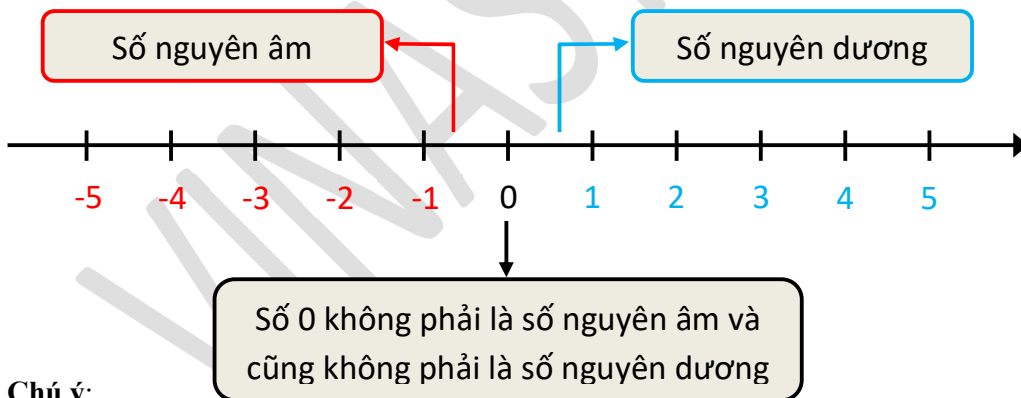 Số nguyên âm
Số nguyên dương
-5 -4 -3 -2 -1 0 1 2 3 4 5
Số 0 không phải là số nguyên âm và
cũng không phải là số nguyên dương
Chú ý: